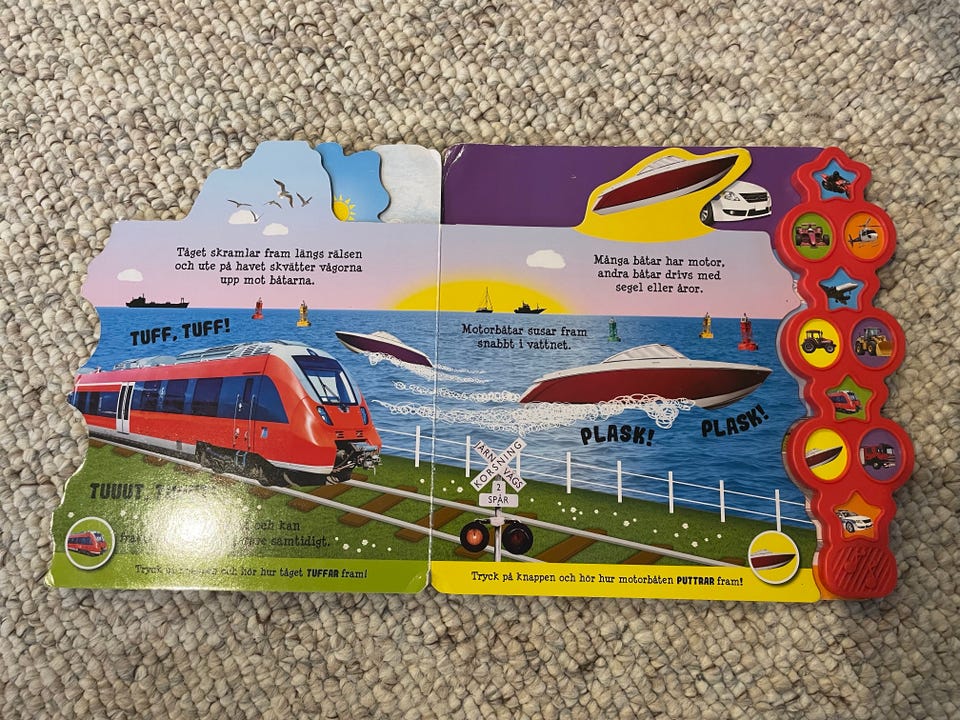 Tåget skramlar fram längs rälsen
och ute på havet skvätter vågorna
upp mot båtarna.
TUFF, TUFF!
TUUUT,
och kan
samtidigt.
Tryck och hör hur tåget TUFFAR fram!
Många båtar har motor,
andra båtar drivs med
segel eller åror.
Motorbåtar susar fram
snabbt i vattnet.
PLASK!
PLASK!
JÄRN VÄGS
KORSNING
2
SPÅR
Tryck på knappen och hör hur motorbåten PUTTRAR fram!